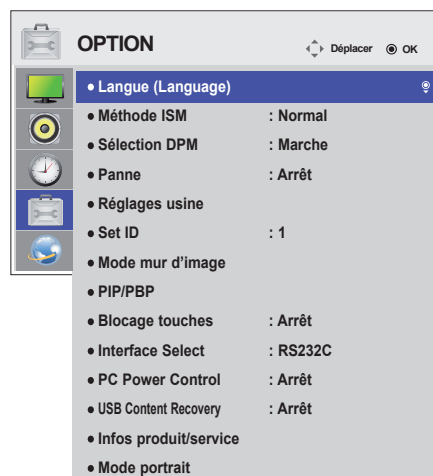 OPTION
Déplacer OK
• Langue (Language)
• Méthode ISM : Normal
• Sélection DPM : Marche
• Panne : Arrêt
• Réglages usine
• Set ID : 1
• Mode mur d’image
• PIP/PBP
• Blocage touches : Arrêt
• Interface Select : RS232C
• PC Power Control : Arrêt
• USB Content Recovery : Arrêt
• Infos produit/service
• Mode portrait